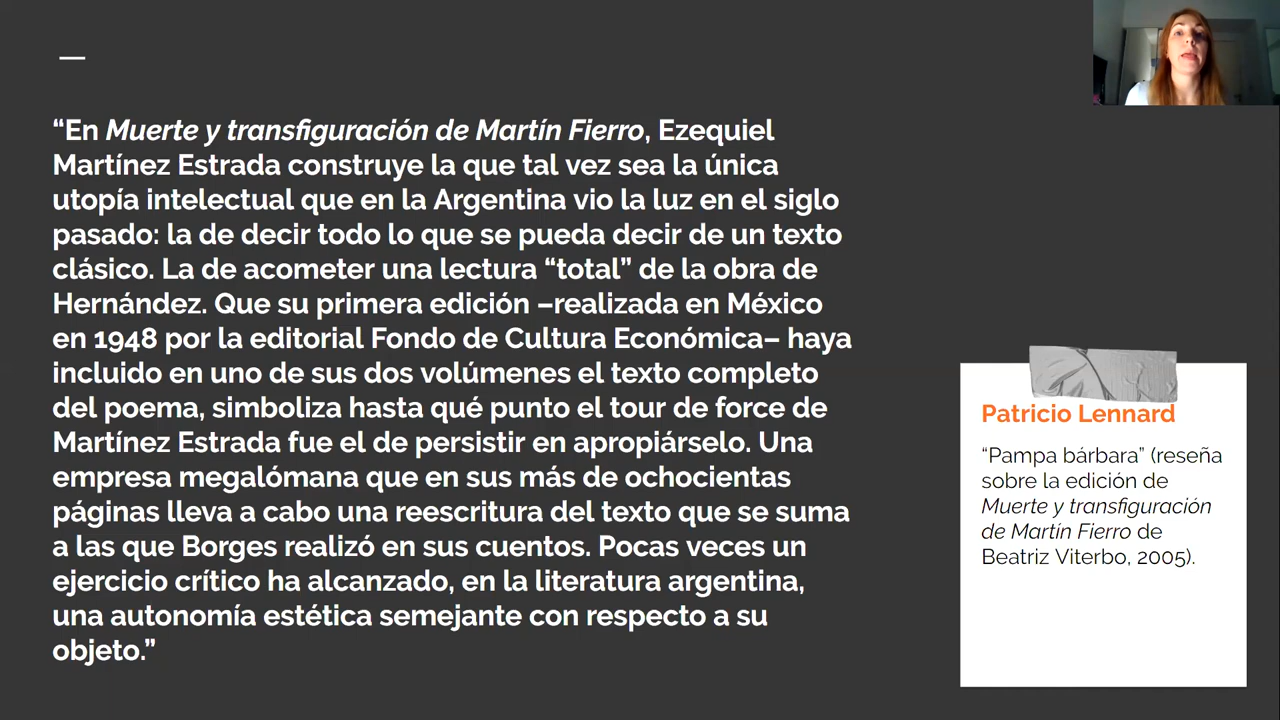 “En Muerte y transfiguración de Martín Fierro, Ezequiel
Martínez Estrada construye la que tal vez sea la única
utopía intelectual que en la Argentina vio la luz en el siglo
pasado: la de decir todo lo que se pueda decir de un texto
clásico. La de acometer una lectura “total” de la obra de
Hernández. Que su primera edición –realizada en México
en 1948 por la editorial Fondo de Cultura Económica– haya
incluido en uno de sus dos volúmenes el texto completo
del poema, simboliza hasta qué punto el tour de force de
Martínez Estrada fue el de persistir en apropiárselo. Una
empresa megalómana que en sus más de ochocientas
páginas lleva a cabo una reescritura del texto que se suma
a las que Borges realizó en sus cuentos. Pocas veces un
ejercicio crítico ha alcanzado, en la literatura argentina,
una autonomía estética semejante con respecto a su
objeto.”
Patricio Lennard
“Pampa bárbara” (reseña
sobre la edición de
Muerte y transfiguración
de Martín Fierro de
Beatriz Viterbo, 2005).